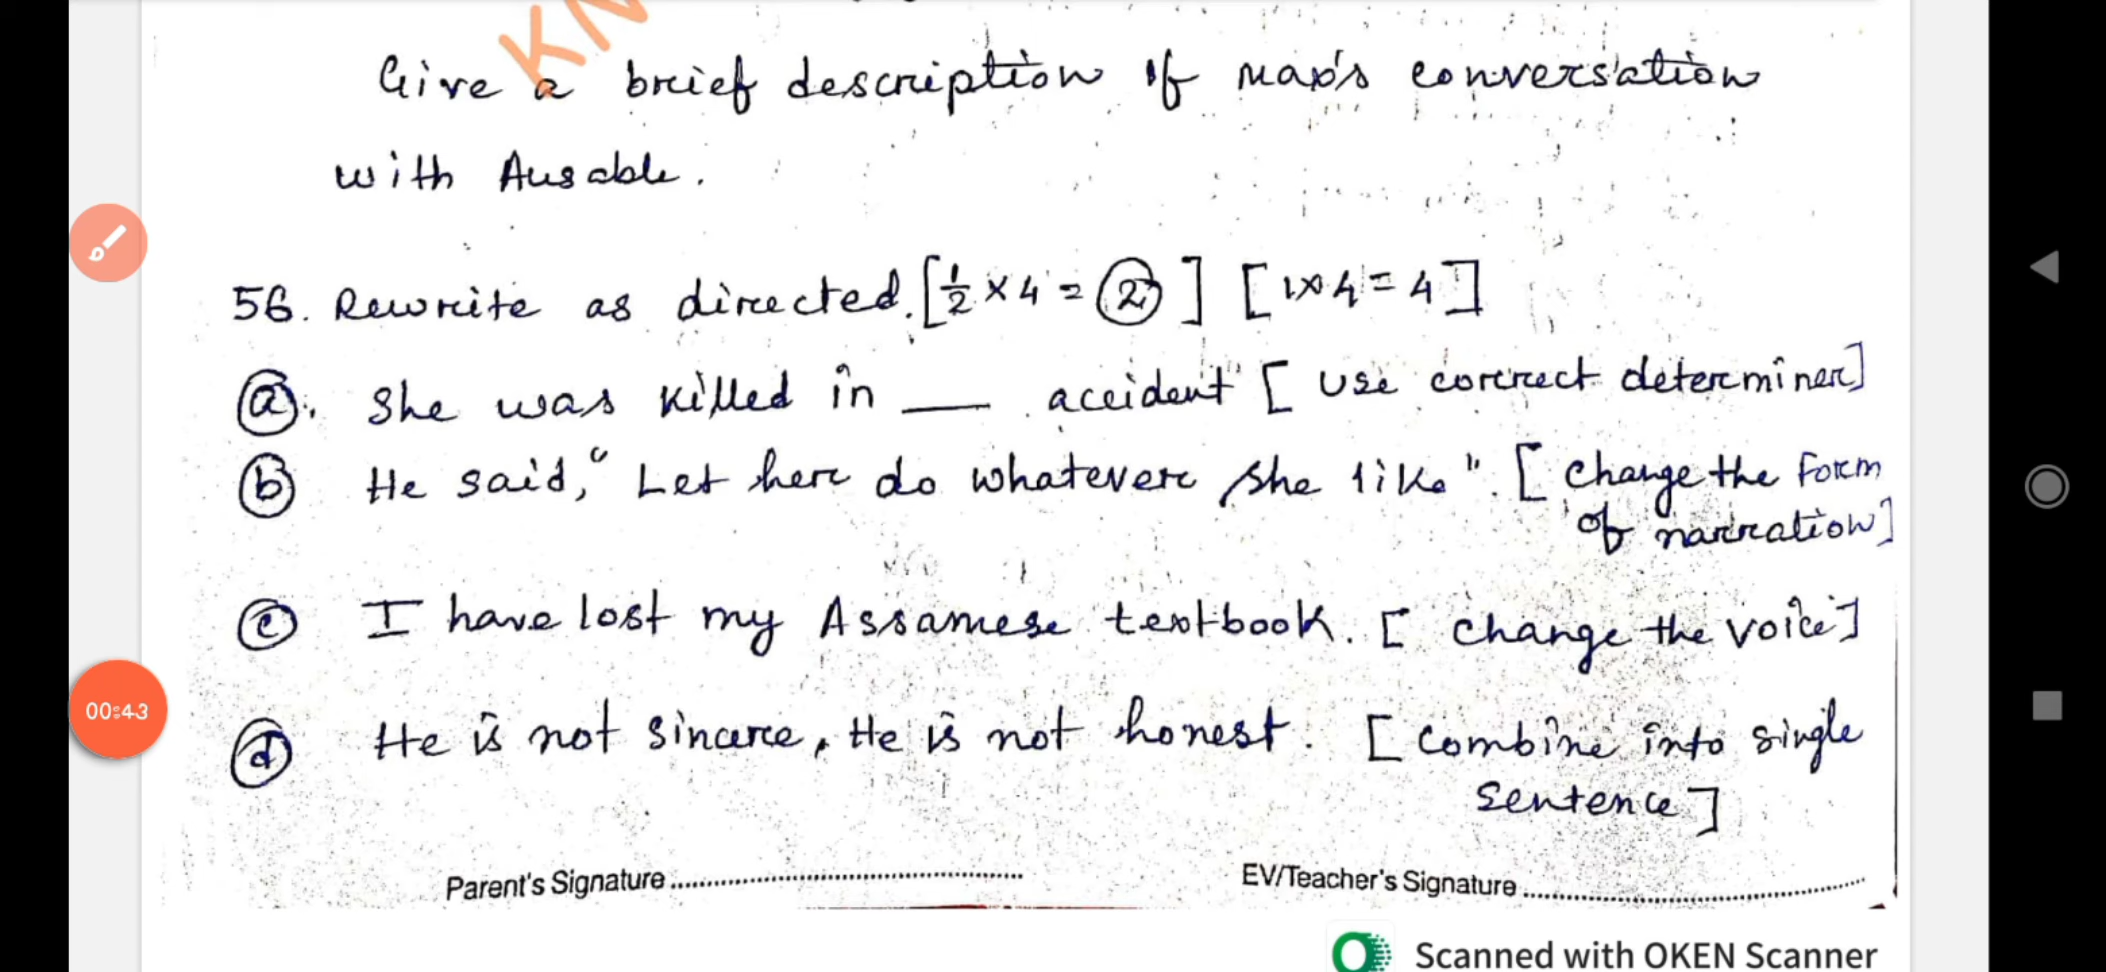 KN
Give a brief description of Max's conversation
with Ausable.
56. Rewrite as directed. [½ × 4 = 2] [1×4 = 4]
(a). She was killed in ___ accident" [use correct determiner]
(b) He said, "Let her do whatever she like". [change the form
of narration]
(c) I have lost my Assamese textbook. [change the voice]
(d) He is not sincere, He is not honest. [combine into single
sentence]
00:43
Parent's Signature
EV/Teacher's Signature
Scanned with OKEN Scanner